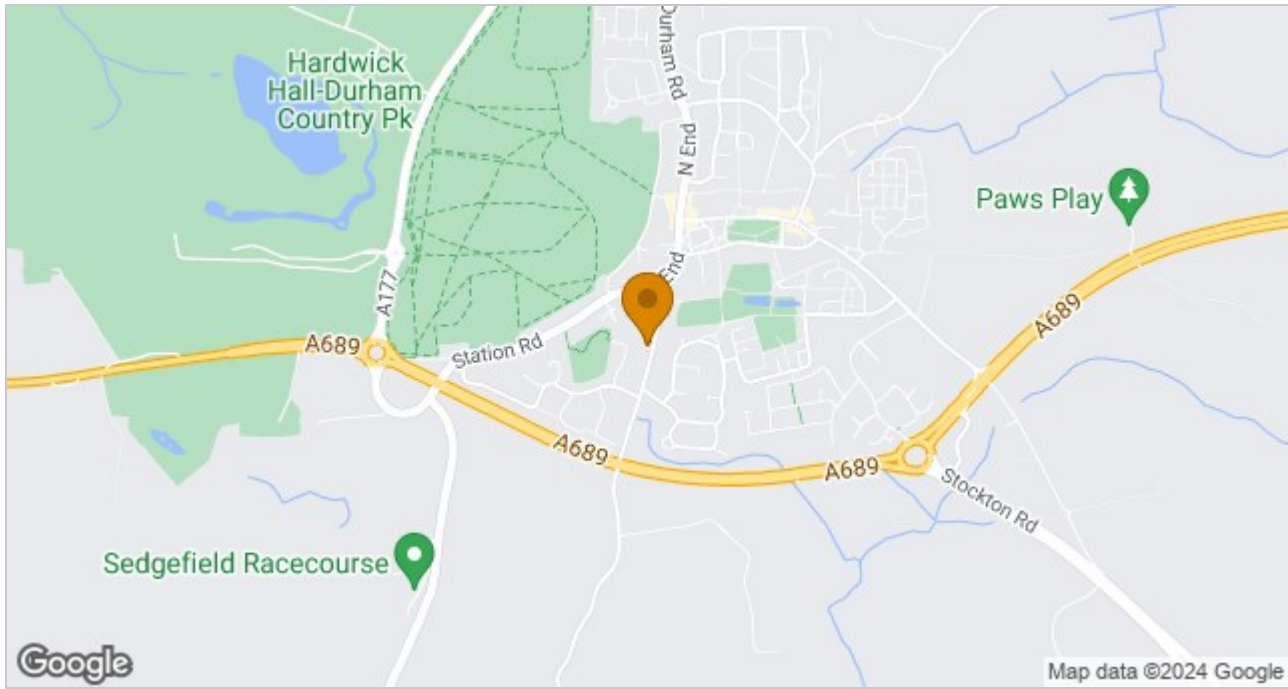 Hardwick
Hall-Durham
Country Pk
Durham Rd
N End
Paws Play
End
A177
A689
A689
Station Rd
A689
A689
Stockton Rd
Sedgefield Racecourse
Google
Map data ©2024 Google